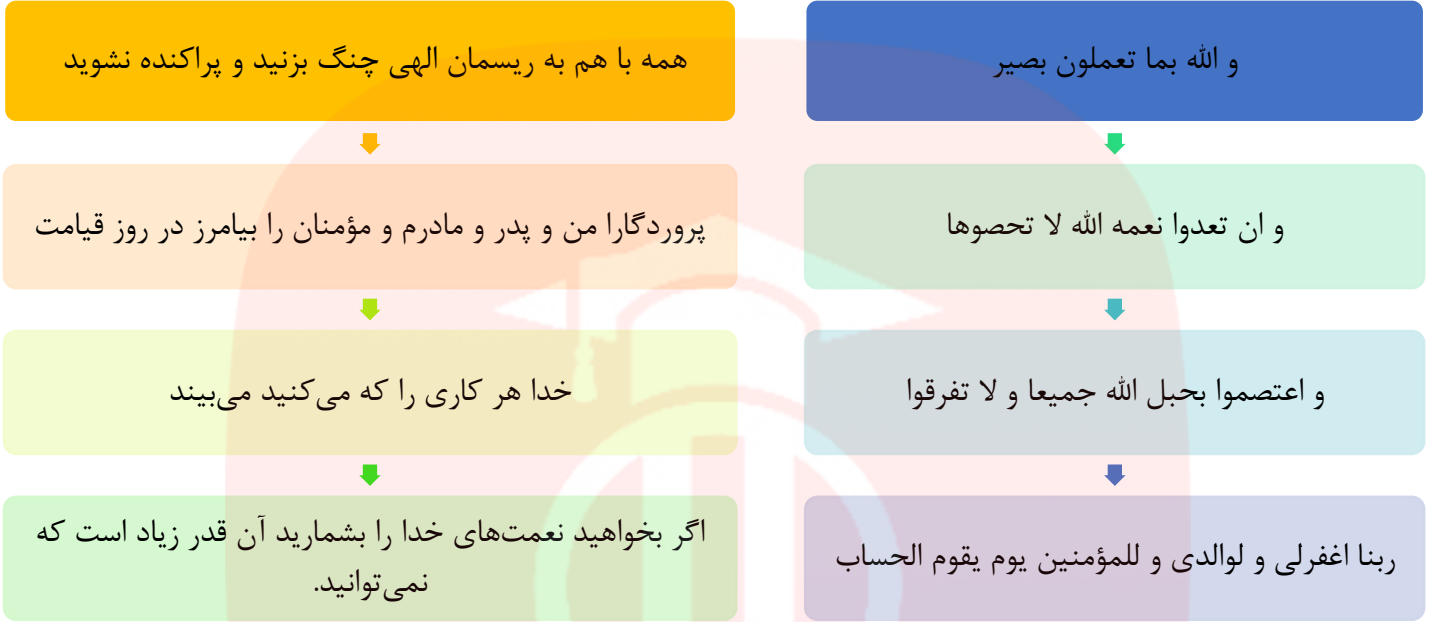 و الله بما تعملون بصیر
و ان تعدوا نعمه الله لا تحصوها
و اعتصموا بحبل الله جمیعا و لا تفرقوا
ربنا اغفرلی و لوالدی و للمؤمنین یوم یقوم الحساب
همه با هم به ریسمان الهی چنگ بزنید و پراکنده نشوید
پروردگارا من و پدر و مادرم و مؤمنان را بیامرز در روز قیامت
خدا هر کاری را که می‌کنید می‌بیند
اگر بخواهید نعمت‌های خدا را بشمارید آن قدر زیاد است که
نمی‌توانید.